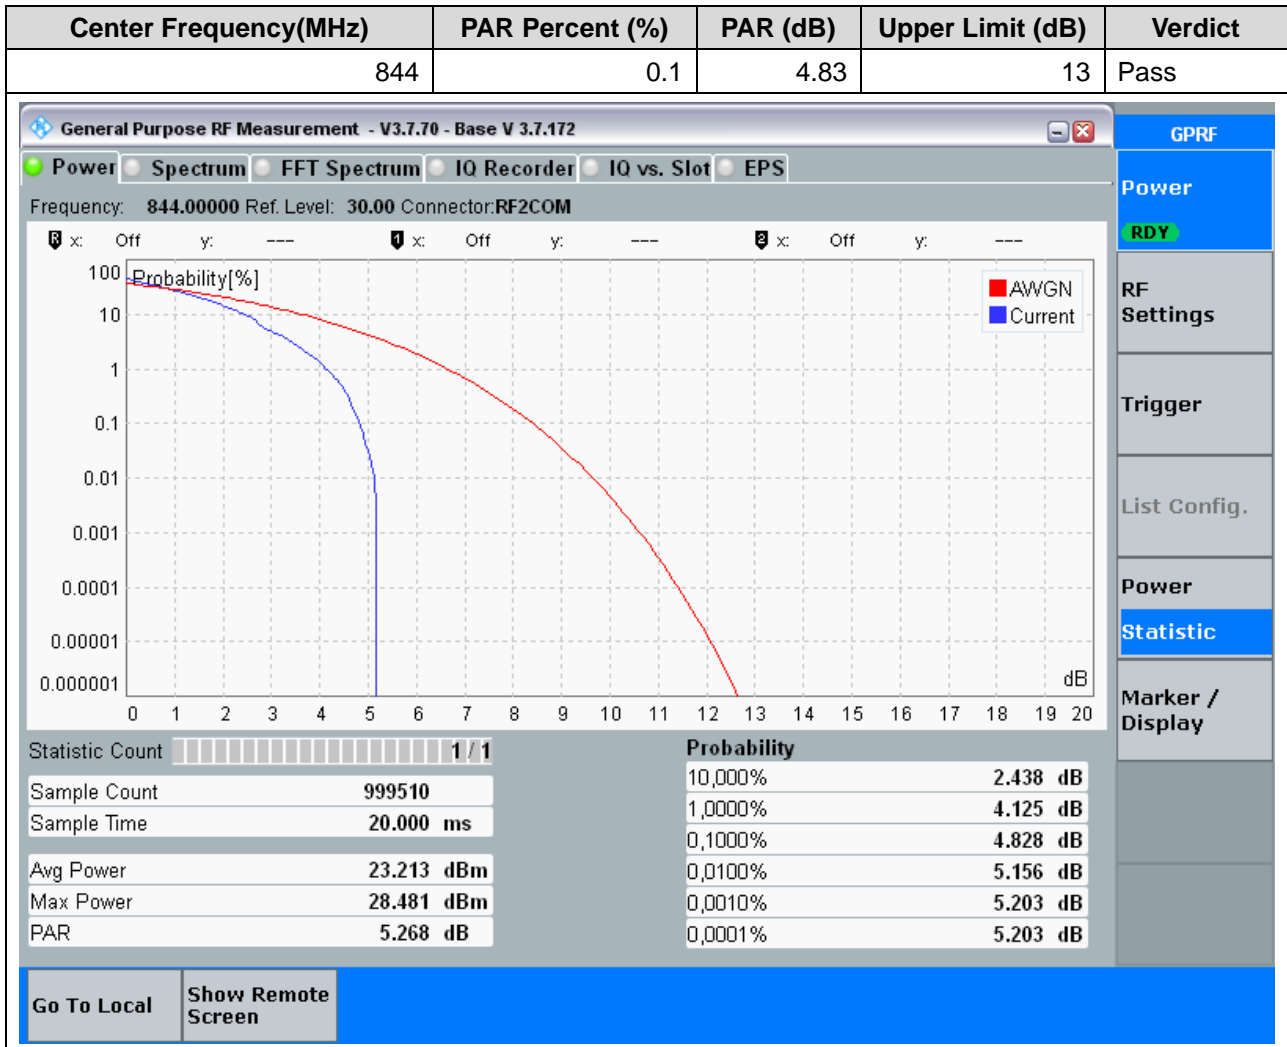 Center Frequency(MHz) PAR Percent (%) PAR (dB) Upper Limit (dB) Verdict
844 0.1 4.83 13 Pass
General Purpose RF Measurement - V3.7.70 - Base V 3.7.172
Power Spectrum FFT Spectrum IQ Recorder IQ vs. Slot EPS
Frequency: 844.00000 Ref. Level: 30.00 Connector:RF2COM
R x: Off y: --- 1 x: Off y: --- 2 x: Off y: ---
Probability[%]
AWGN
Current
100
10
1
0.1
0.01
0.001
0.0001
0.00001
0.000001
dB
0 1 2 3 4 5 6 7 8 9 10 11 12 13 14 15 16 17 18 19 20
Statistic Count 1 / 1
Sample Count 999510
Sample Time 20.000 ms
Avg Power 23.213 dBm
Max Power 28.481 dBm
PAR 5.268 dB
Probability
10,000% 2.438 dB
1,0000% 4.125 dB
0,1000% 4.828 dB
0,0100% 5.156 dB
0,0010% 5.203 dB
0,0001% 5.203 dB
GPRF
Power
RDY
RF
Settings
Trigger
List Config.
Power
Statistic
Marker /
Display
Go To Local
Show Remote
Screen